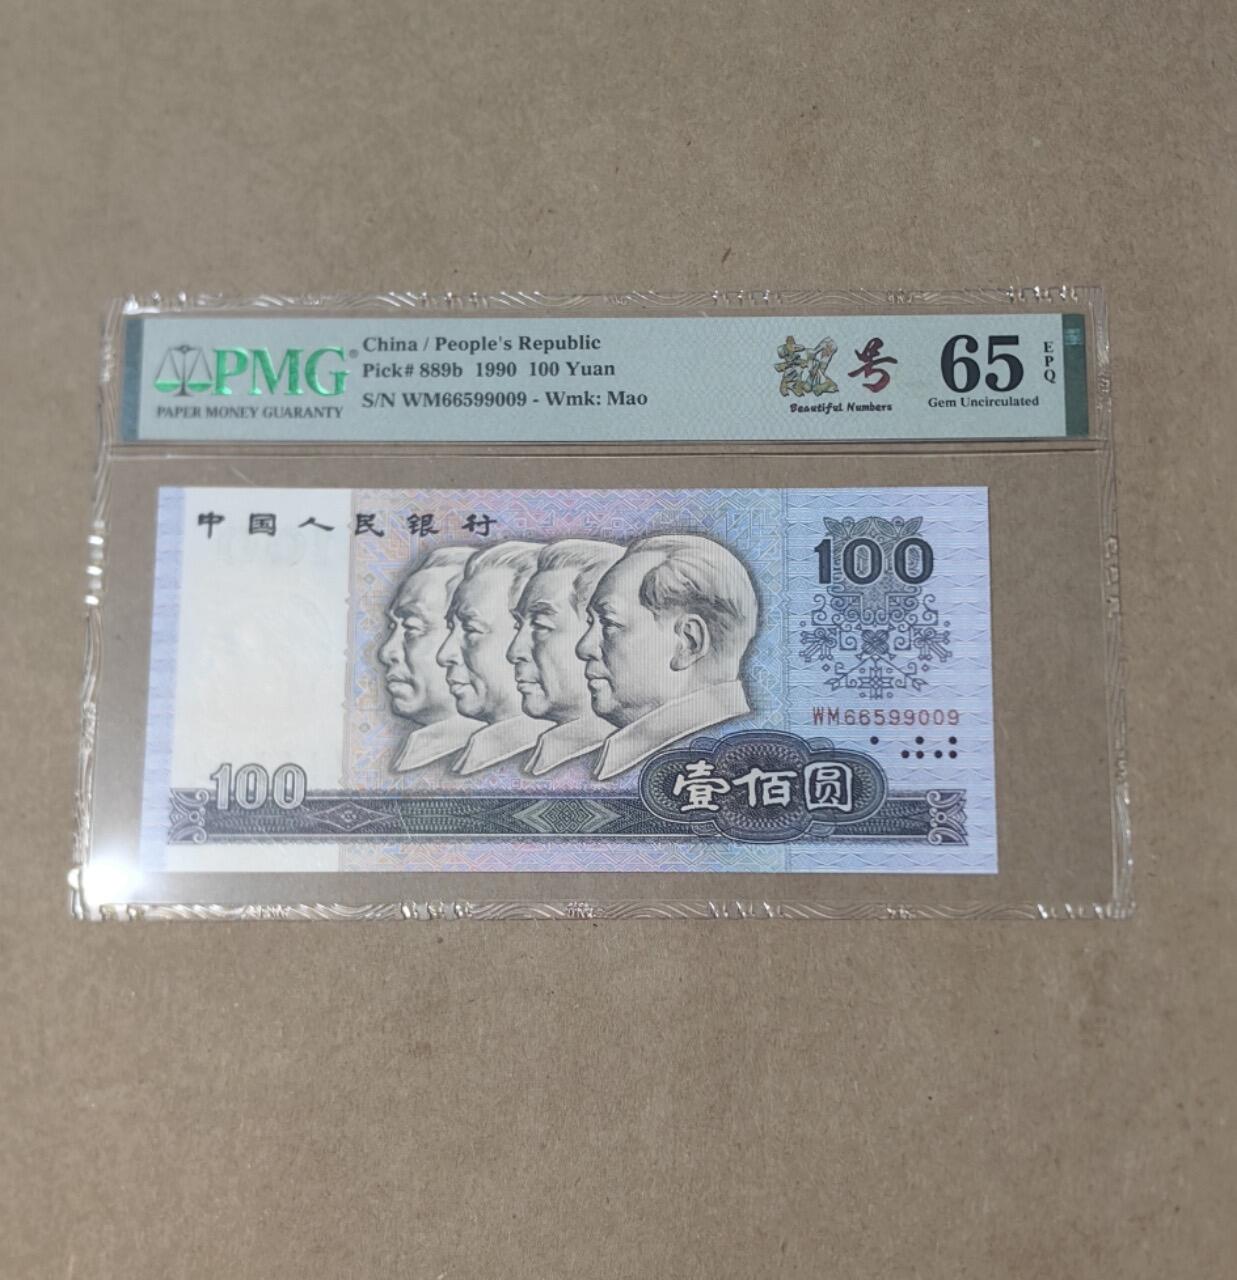 PMG®
PAPER MONEY GUARANTY
China / People's Republic
Pick# 889b 1990 100 Yuan
S/N WM66599009 - Wmk: Mao
靓号
Beautiful Numbers
65
Gem Uncirculated
EPQ
中国人民银行
100
WM66599009
100
壹佰圆